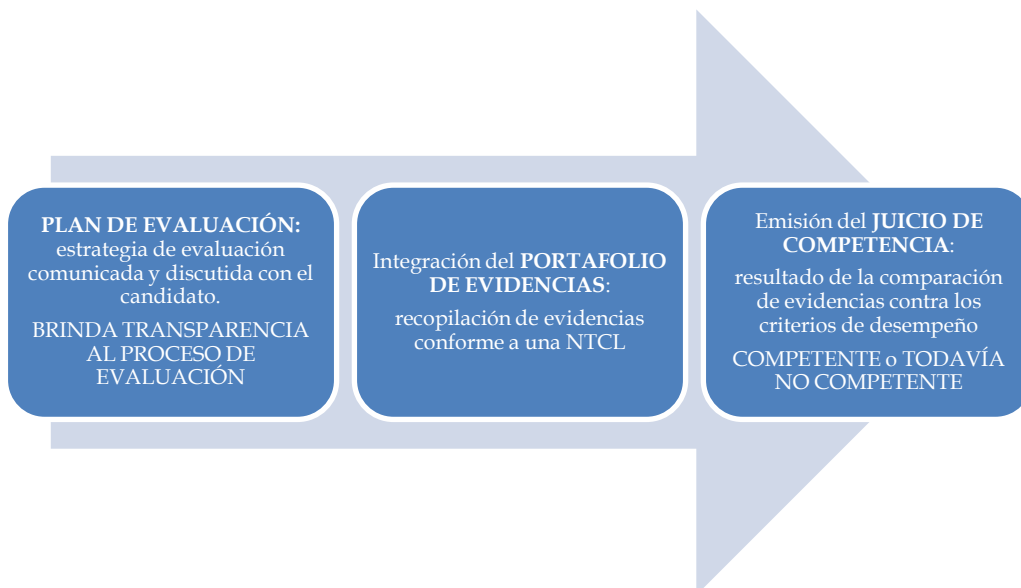 PLAN DE EVALUACIÓN:
estrategia de evaluación
comunicada y discutida con el
candidato.
BRINDA TRANSPARENCIA
AL PROCESO DE
EVALUACIÓN
Integración del PORTAFOLIO
DE EVIDENCIAS:
recopilación de evidencias
conforme a una NTCL
Emisión del JUICIO DE
COMPETENCIA:
resultado de la comparación
de evidencias contra los
criterios de desempeño
COMPETENTE o TODAVÍA
NO COMPETENTE